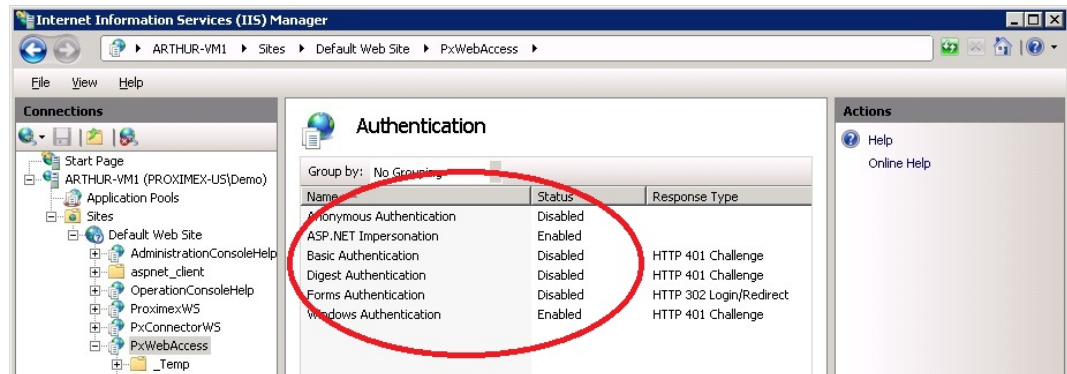 Internet Information Services (IIS) Manager
ARTHUR-VM1 Sites Default Web Site PxWebAccess
File View Help
Connections
Start Page
ARTHUR-VM1 (PROXIMEX-US\Demo)
Application Pools
Sites
Default Web Site
AdministrationConsoleHelp
aspnet_client
OperationConsoleHelp
ProximexWS
PxConnectorWS
PxWebAccess
_Temp
Authentication
Group by: No Grouping
Name Status Response Type
Anonymous Authentication Disabled
ASP.NET Impersonation Enabled
Basic Authentication Disabled HTTP 401 Challenge
Digest Authentication Disabled HTTP 401 Challenge
Forms Authentication Disabled HTTP 302 Login/Redirect
Windows Authentication Enabled HTTP 401 Challenge
Actions
Help
Online Help